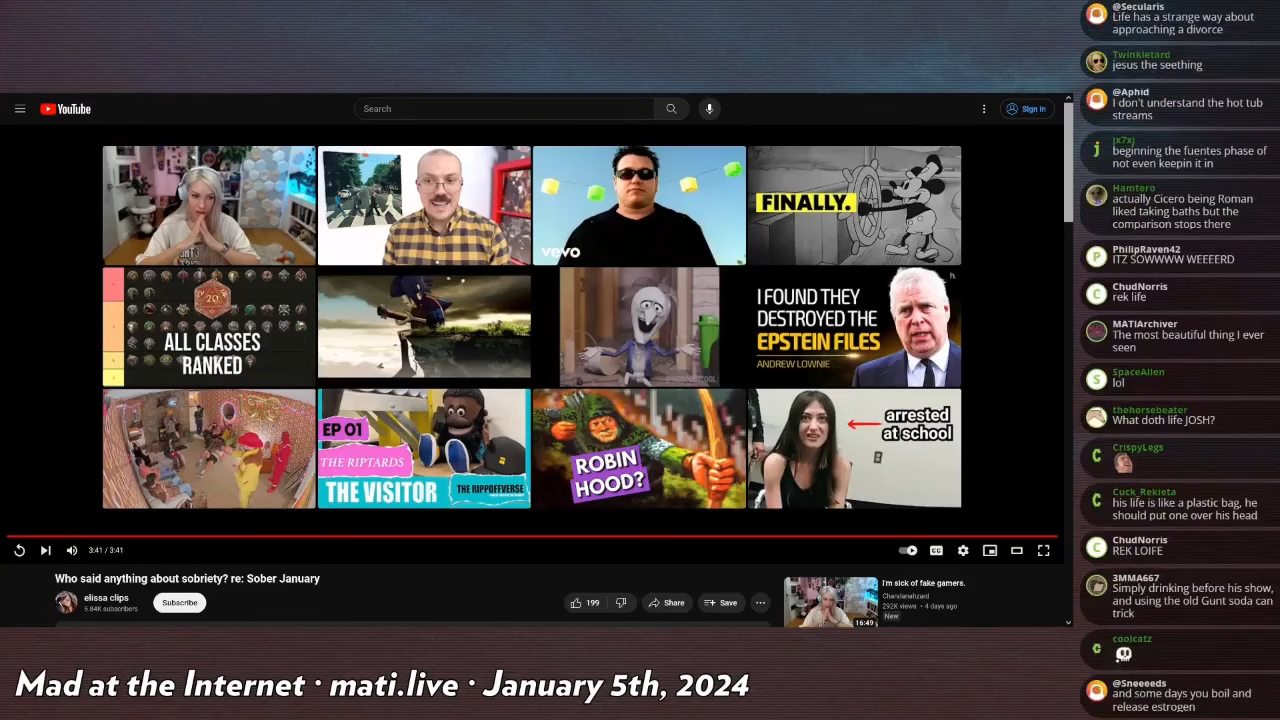 YouTube
Search
Sign in
vevo
FINALLY.
20
ALL CLASSES
RANKED
I FOUND THEY
DESTROYED THE
EPSTEIN FILES
ANDREW LOWNIE
h.
EP 01
THE RIPTARDS
THE VISITOR
THE RIPPOFFVERSE
ROBIN
HOOD?
arrested
at school
3:41 / 3:41
CC
Who said anything about sobriety? re: Sober January
elissa clips
5.84K subscribers
Subscribe
199
Share
Save
I'm sick of fake gamers.
292K views • 4 days ago
New
16:49
@Secularis
Life has a strange way about
approaching a divorce
Twinkletard
jesus the seething
@Aphid
I don't understand the hot tub
streams
j
jx7xj
beginning the fuentes phase of
not even keepin it in
Hamtero
actually Cicero being Roman
liked taking baths but the
comparison stops there
P
PhilipRaven42
ITZ SOWWWW WEEEERD
C
ChudNorris
rek life
MATIArchiver
The most beautiful thing I ever
seen
S
SpaceAllen
lol
thehorsebeater
What doth life JOSH?
C
CrispyLegs
C
Cuck_Rekieta
his life is like a plastic bag, he
should put one over his head
C
ChudNorris
REK LOIFE
3MMA667
Simply drinking before his show,
and using the old Gunt soda can
trick
coolcatz
@Sneeeeds
and some days you boil and
release estrogen
Mad at the Internet · mati.live · January 5th, 2024